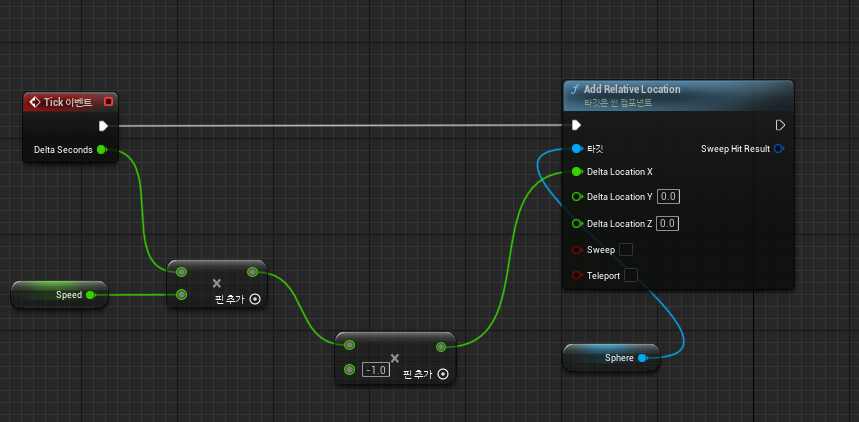 Tick 이벤트
Delta Seconds
Speed
×
핀 추가
-1.0
×
핀 추가
f Add Relative Location
타깃은 씬 컴포넌트
타깃
Sweep Hit Result
Delta Location X
Delta Location Y 0.0
Delta Location Z 0.0
Sweep
Teleport
Sphere